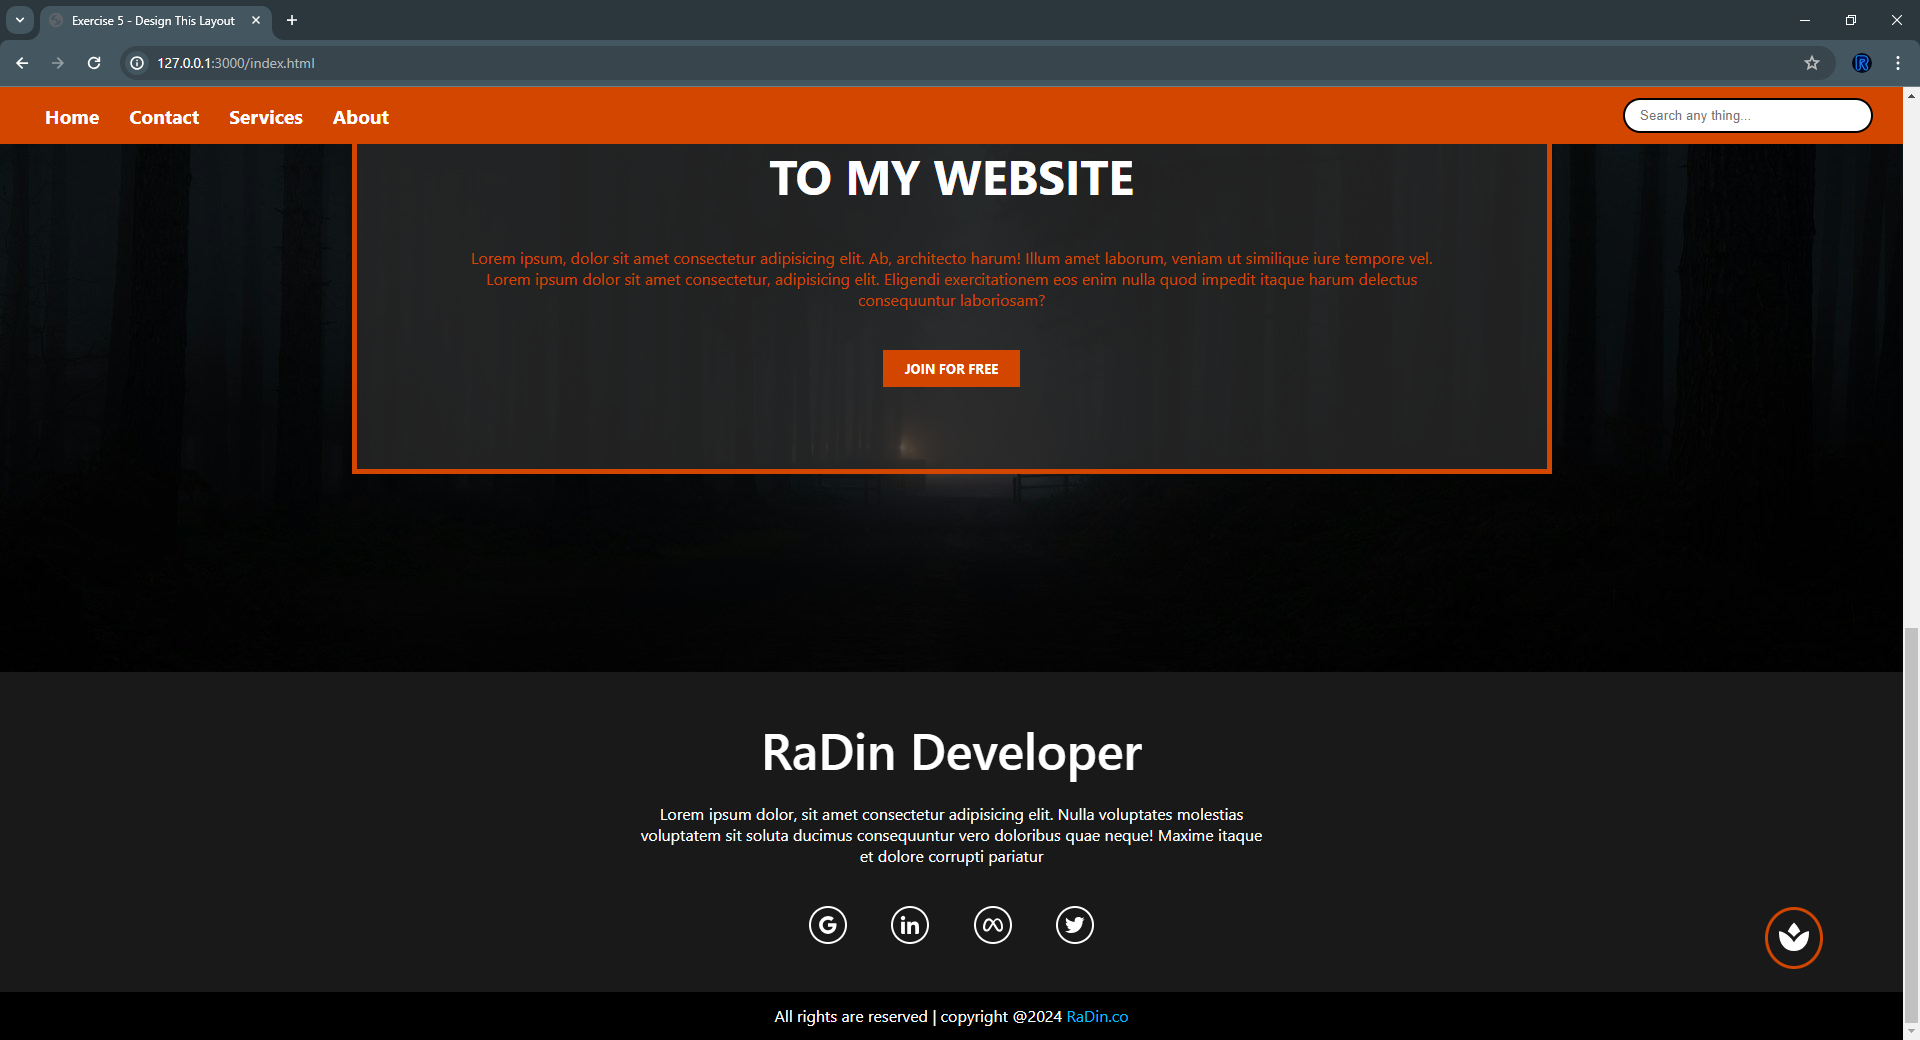 Exercise 5 - Design This Layout
127.0.0.1:3000/index.html
Home Contact Services About
Search any thing...
TO MY WEBSITE
Lorem ipsum, dolor sit amet consectetur adipisicing elit. Ab, architecto harum! Illum amet laborum, veniam ut similique iure tempore vel.
Lorem ipsum dolor sit amet consectetur, adipisicing elit. Eligendi exercitationem eos enim nulla quod impedit itaque harum delectus
consequuntur laboriosam?
JOIN FOR FREE
RaDin Developer
Lorem ipsum dolor, sit amet consectetur adipisicing elit. Nulla voluptates molestias
voluptatem sit soluta ducimus consequuntur vero doloribus quae neque! Maxime itaque
et dolore corrupti pariatur
All rights are reserved | copyright @2024 RaDin.co